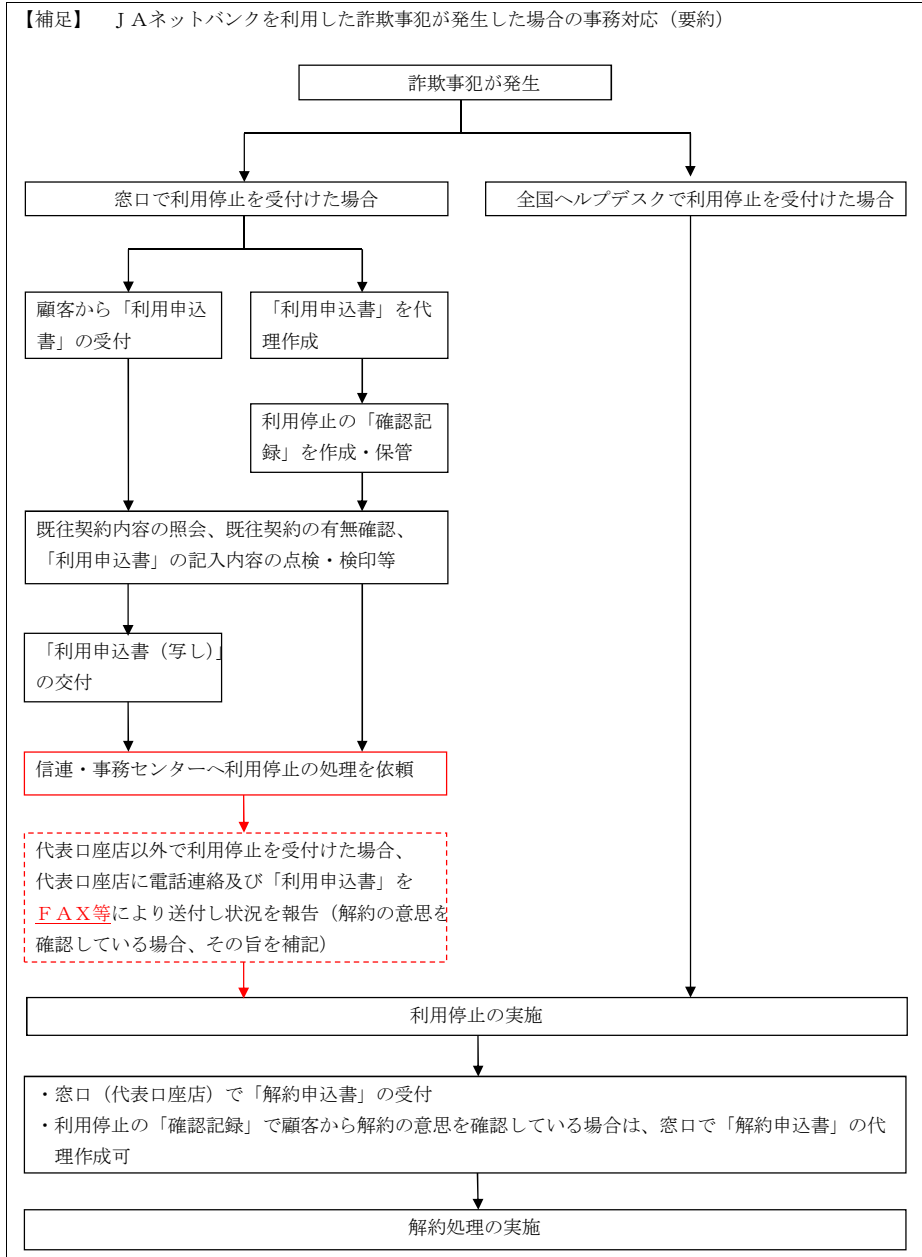 【補足】　ＪＡネットバンクを利用した詐欺事犯が発生した場合の事務対応（要約）
詐欺事犯が発生
窓口で利用停止を受付けた場合
全国ヘルプデスクで利用停止を受付けた場合
顧客から「利用申込
書」の受付
「利用申込書」を代
理作成
利用停止の「確認記
録」を作成・保管
既往契約内容の照会、既往契約の有無確認、
「利用申込書」の記入内容の点検・検印等
「利用申込書（写し）」
の交付
信連・事務センターへ利用停止の処理を依頼
代表口座店以外で利用停止を受付けた場合、
代表口座店に電話連絡及び「利用申込書」を
ＦＡＸ等により送付し状況を報告（解約の意思を
確認している場合、その旨を補記）
利用停止の実施
・窓口（代表口座店）で「解約申込書」の受付
・利用停止の「確認記録」で顧客から解約の意思を確認している場合は、窓口で「解約申込書」の代
理作成可
解約処理の実施